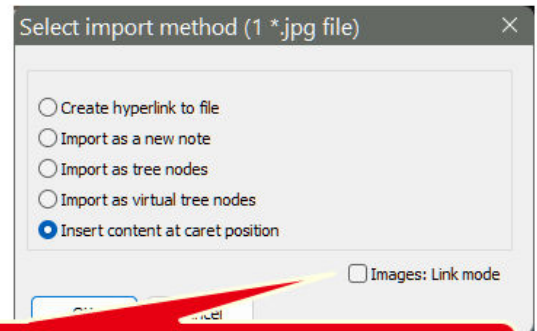 Select import method (1 *.jpg file)
Create hyperlink to file
Import as a new note
Import as tree nodes
Import as virtual tree nodes
Insert content at caret position
Images: Link mode